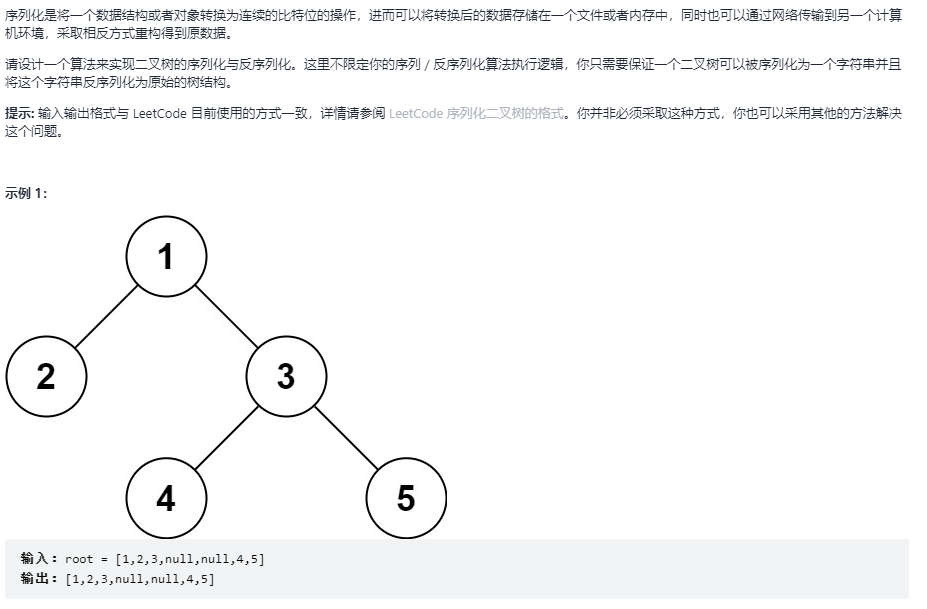 序列化是将一个数据结构或者对象转换为连续的比特位的操作，进而可以将转换后的数据存储在一个文件或者内存中，同时也可以通过网络传输到另一个计算
机环境，采取相反方式重构得到原数据。
请设计一个算法来实现二叉树的序列化与反序列化。这里不限定你的序列 / 反序列化算法执行逻辑，你只需要保证一个二叉树可以被序列化为一个字符串并且
将这个字符串反序列化为原始的树结构。
提示: 输入输出格式与 LeetCode 目前使用的方式一致，详情请参阅 LeetCode 序列化二叉树的格式。你并非必须采取这种方式，你也可以采用其他的方法解决
这个问题。
示例 1：
1
2
3
4
5
输入：root = [1,2,3,null,null,4,5]
输出：[1,2,3,null,null,4,5]